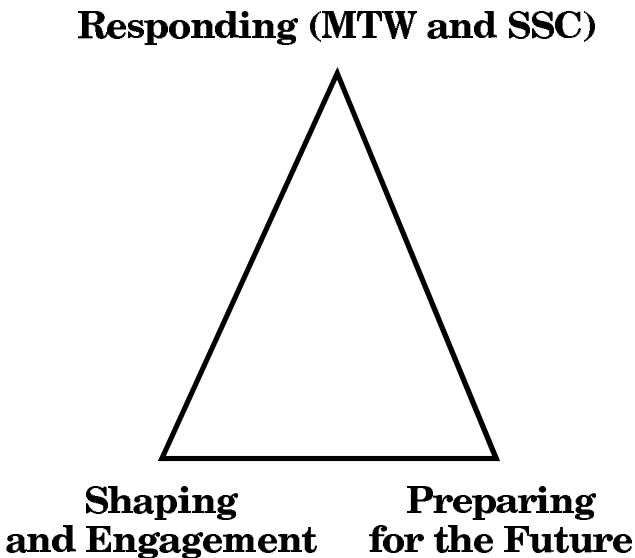 Responding (MTW and SSC)
Shaping
and Engagement
Preparing
for the Future